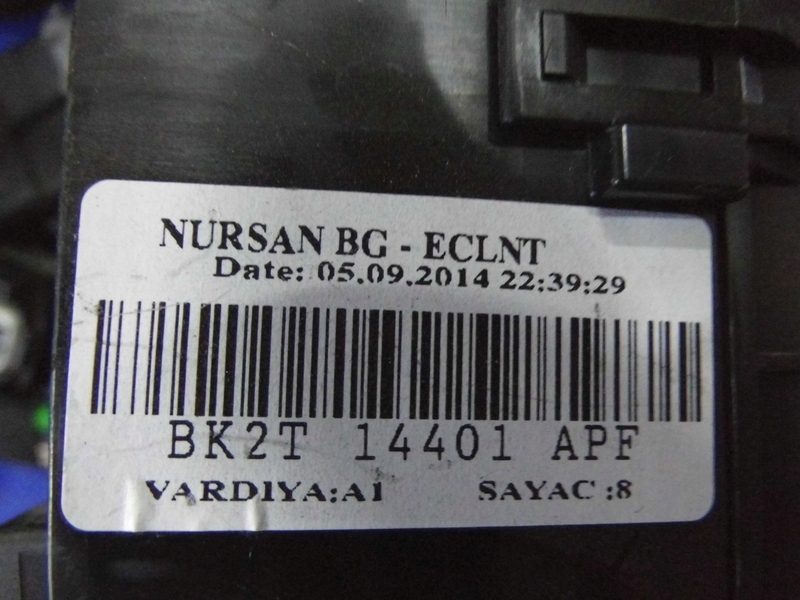 NURSAN BG - ECLNT
Date: 05.09.2014 22:39:29
BK2T 14401 APF
VARDIYA:A1
SAYAC :8